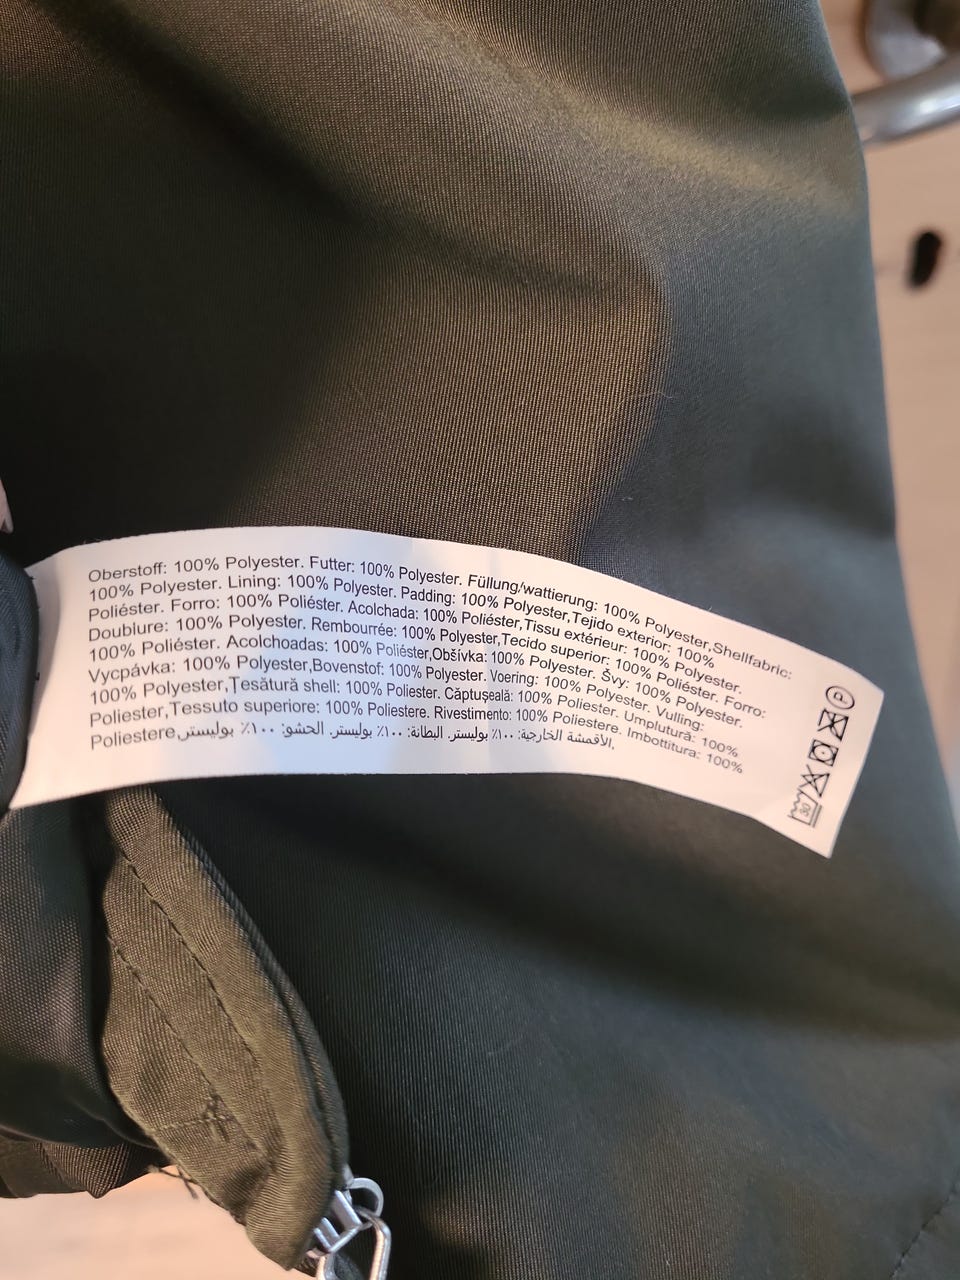 Oberstoff: 100% Polyester. Futter: 100% Polyester. Füllung/wattierung: 100% Polyester,Shellfabric:
100% Polyester. Lining: 100% Polyester. Padding: 100% Polyester,Tejido exterior: 100%
Poliéster. Forro: 100% Poliéster. Acolchada: 100% Poliéster,Tissu extérieur: 100% Polyester.
Doublure: 100% Polyester. Rembourrée: 100% Polyester,Tecido superior: 100% Poliéster. Forro:
100% Poliéster. Acolchoadas: 100% Poliéster,Obšívka: 100% Polyester. Švy: 100% Polyester.
Vycpávka: 100% Polyester,Bovenstof: 100% Polyester. Voering: 100% Polyester. Vulling:
100% Polyester,Țesătură shell: 100% Poliester. Căptușeală: 100% Poliester. Umplutură: 100%
Poliester,Tessuto superiore: 100% Poliestere. Rivestimento: 100% Poliestere. Imbottitura: 100%
Poliestere,الأقمشة الخارجية: ١٠٠٪ بوليستر. البطانة: ١٠٠٪ بوليستر. الحشو: ١٠٠٪ بوليستر.
30